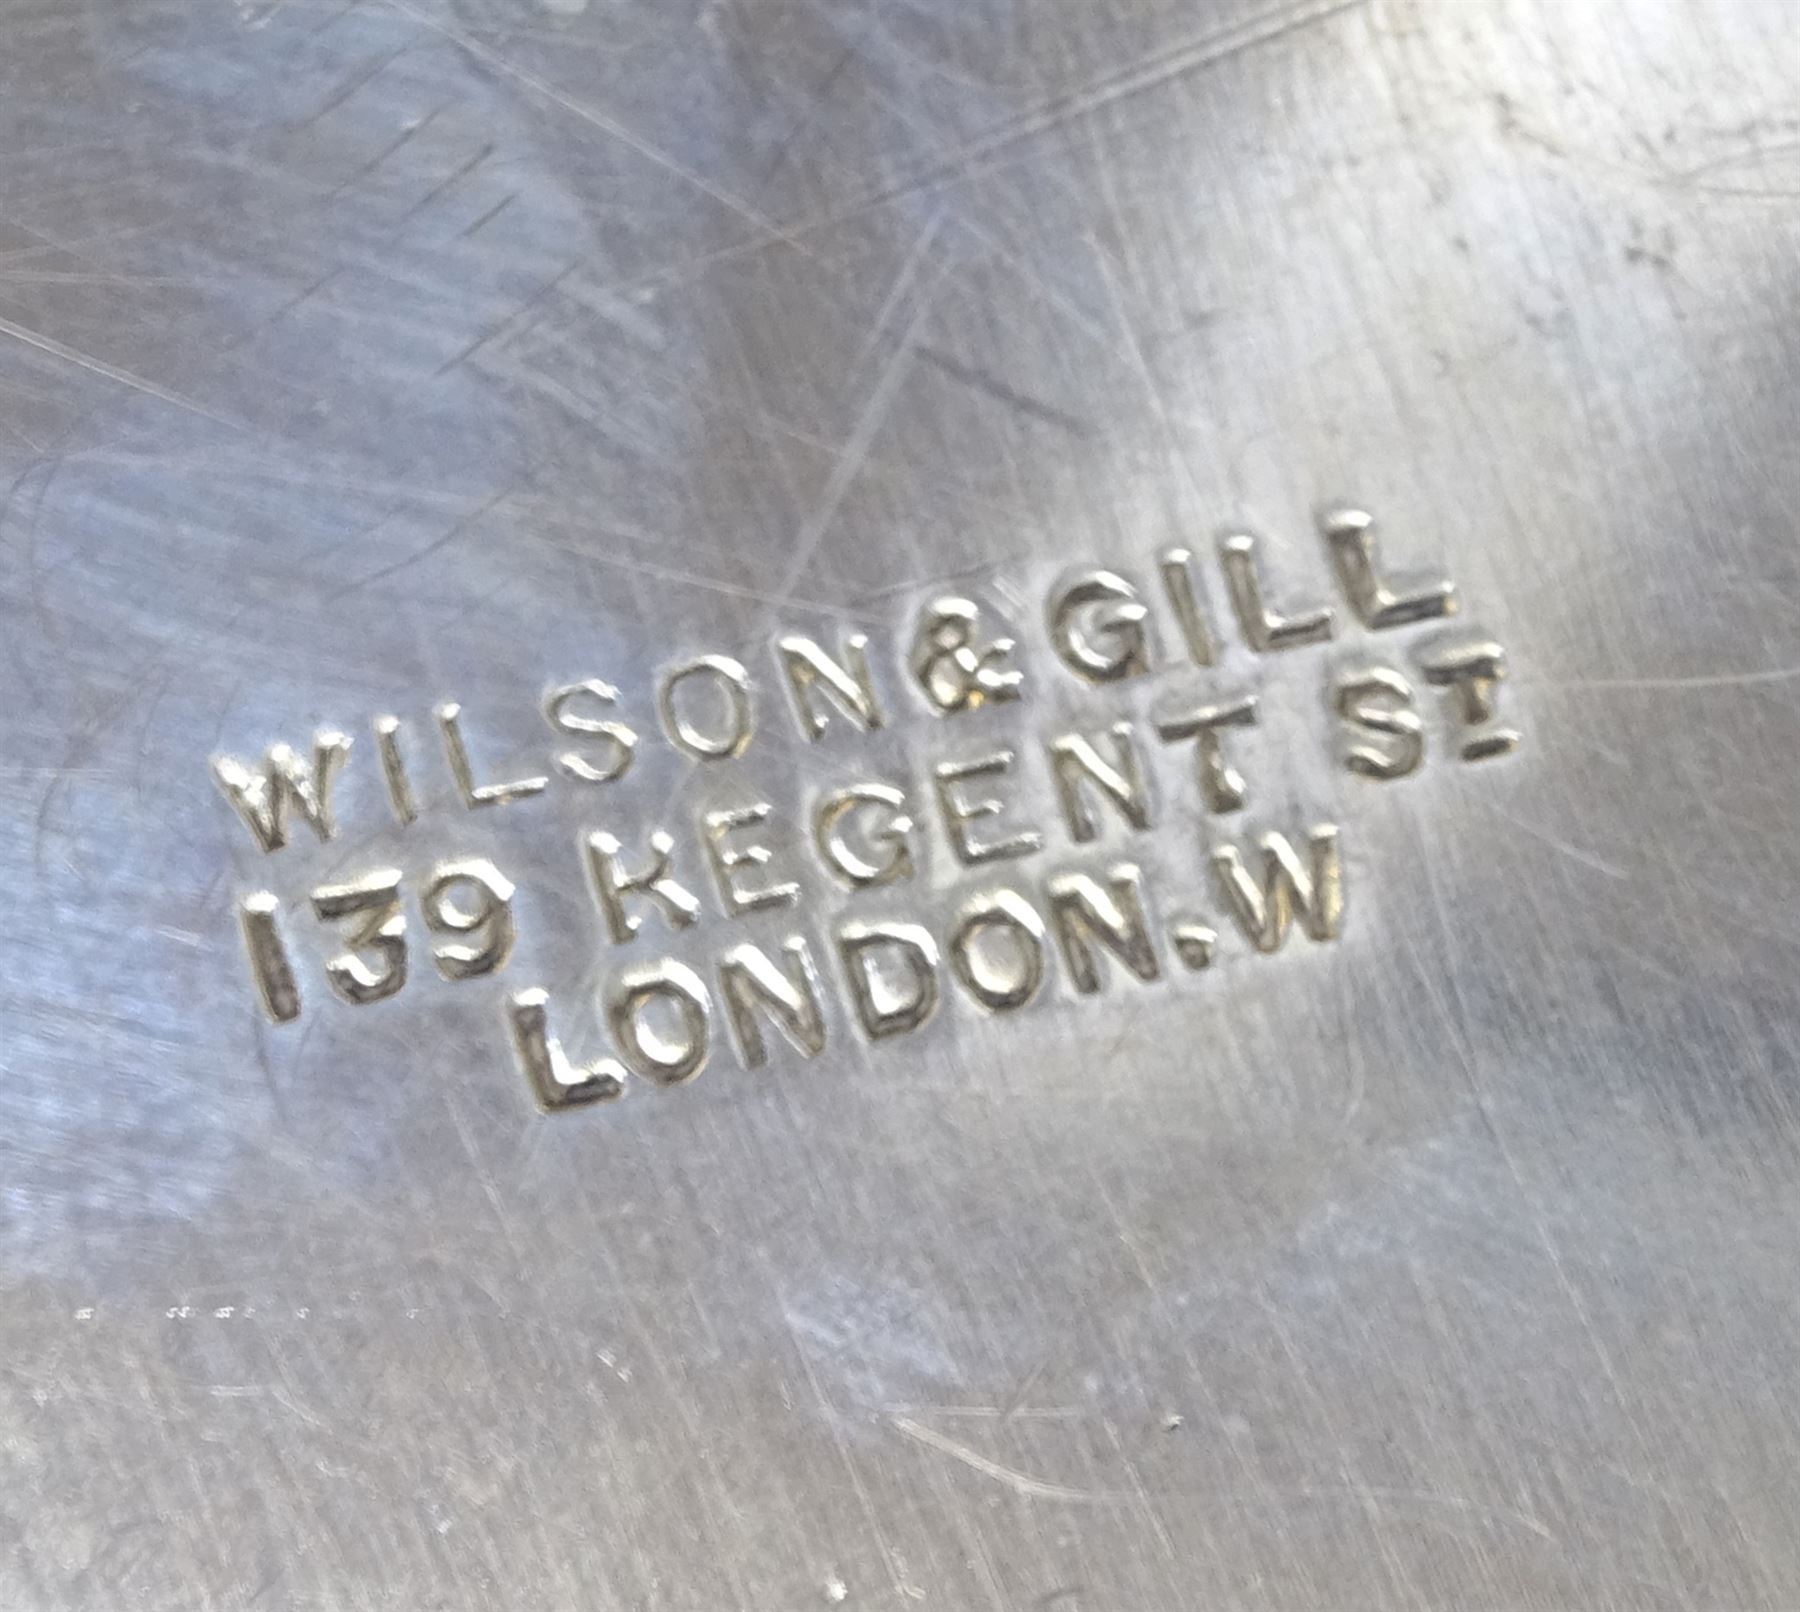 WILSON & GILL
139 REGENT ST.
LONDON.W